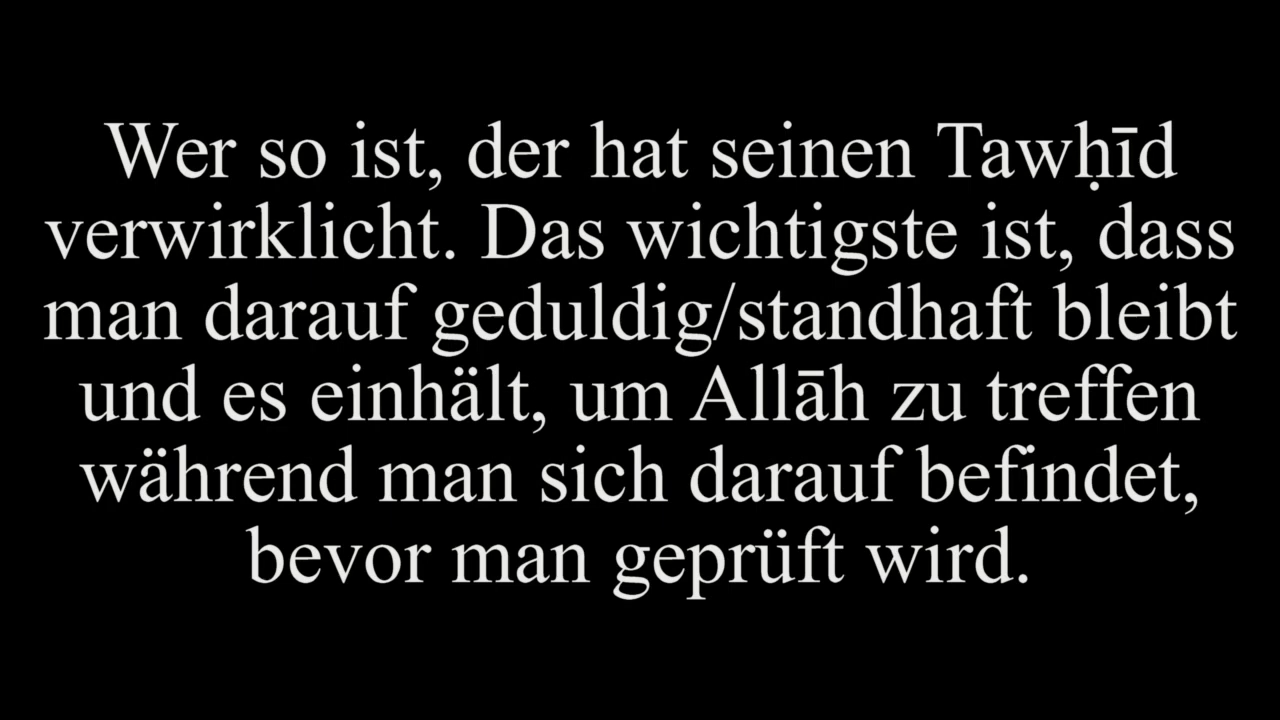 Wer so ist, der hat seinen Tawḥīd
verwirklicht. Das wichtigste ist, dass
man darauf geduldig/standhaft bleibt
und es einhält, um Allāh zu treffen
während man sich darauf befindet,
bevor man geprüft wird.